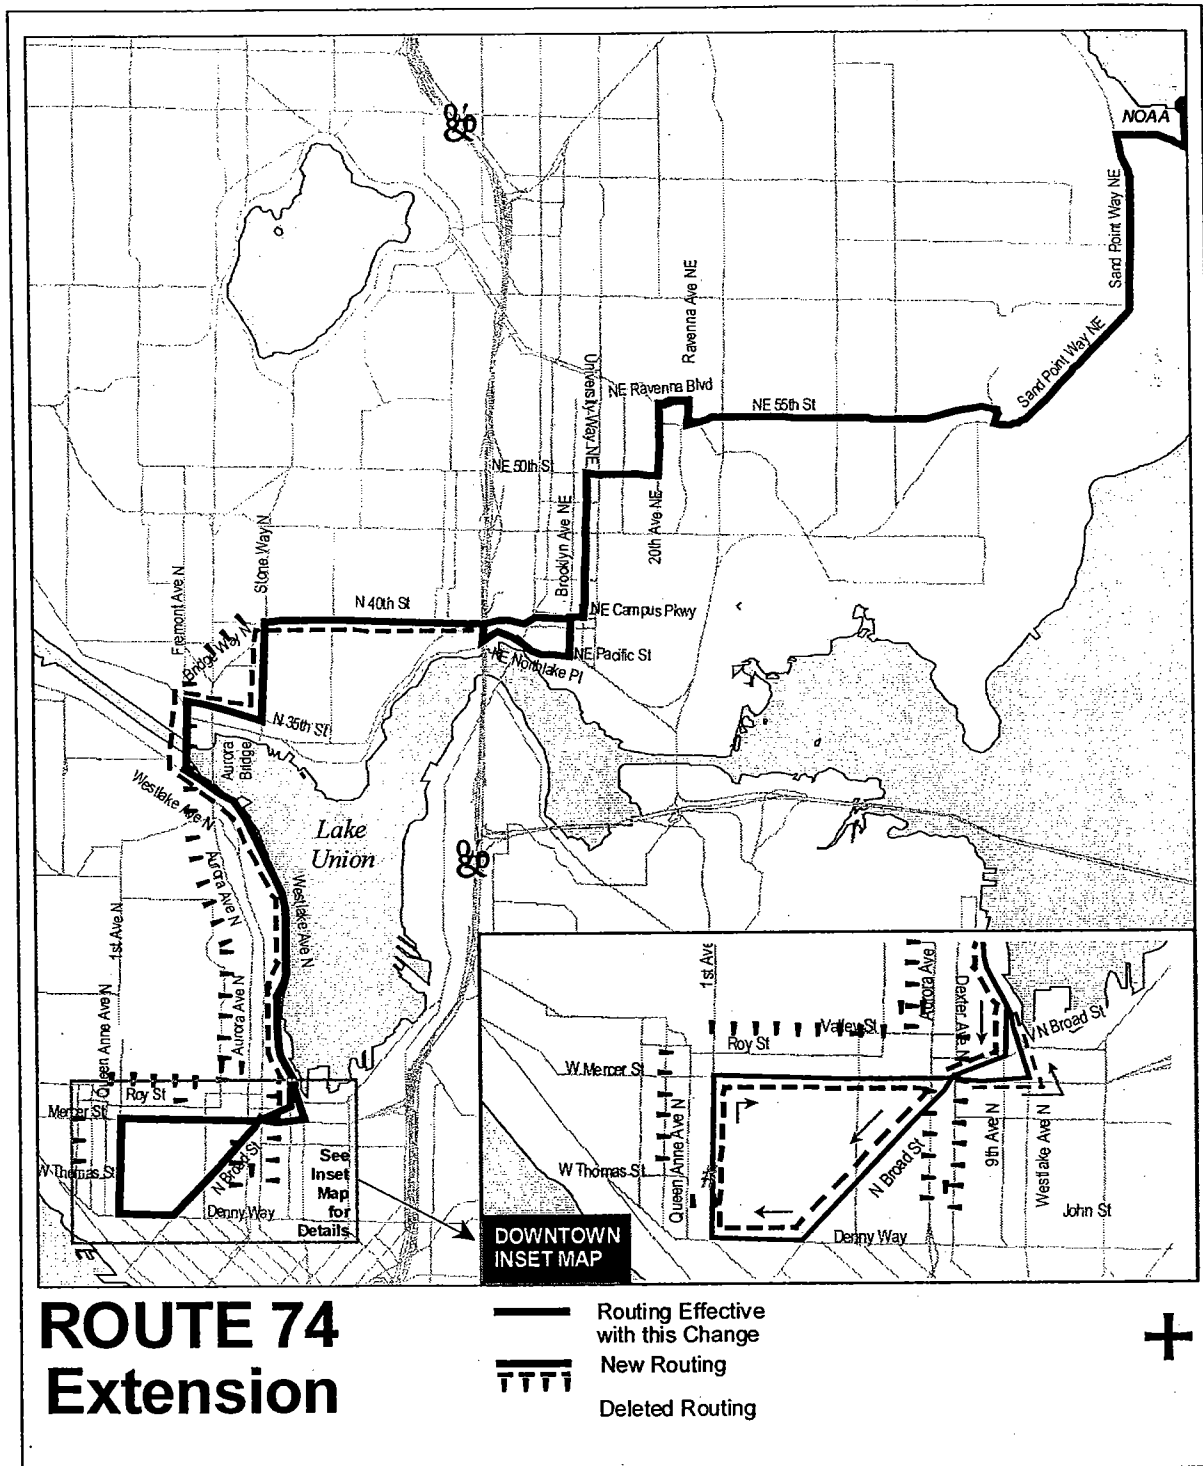 NOAA
Sand Point Way NE
Sand Point Way NE
Ravenna Ave NE
NE Ravenna Blvd
NE 55th St
University Way NE
NE 50th St
Brooklyn Ave NE
20th Ave NE
Stone Way N
Fremont Ave N
N 40th St
NE Campus Pkwy
Bridge Way N
NE Pacific St
NE Northlake Pl
N 35th St
Aurora
Bridge
Westlake Ave N
Lake
Union
Aurora Ave N
Westlake Ave N
1st Ave N
Queen Anne Ave N
Aurora Ave N
Roy St
Mercer St
W Thomas St
N Broad St
Denny Way
See
Inset
Map
for
Details
1st Ave
Aurora Ave
Dexter Ave N
Valley St
N Broad St
Roy St
W Mercer St
Queen Anne Ave N
9th Ave N
Westlake Ave N
W Thomas St
N Broad St
John St
Denny Way
DOWNTOWN
INSET MAP
ROUTE 74
Extension
Routing Effective
with this Change
New Routing
Deleted Routing